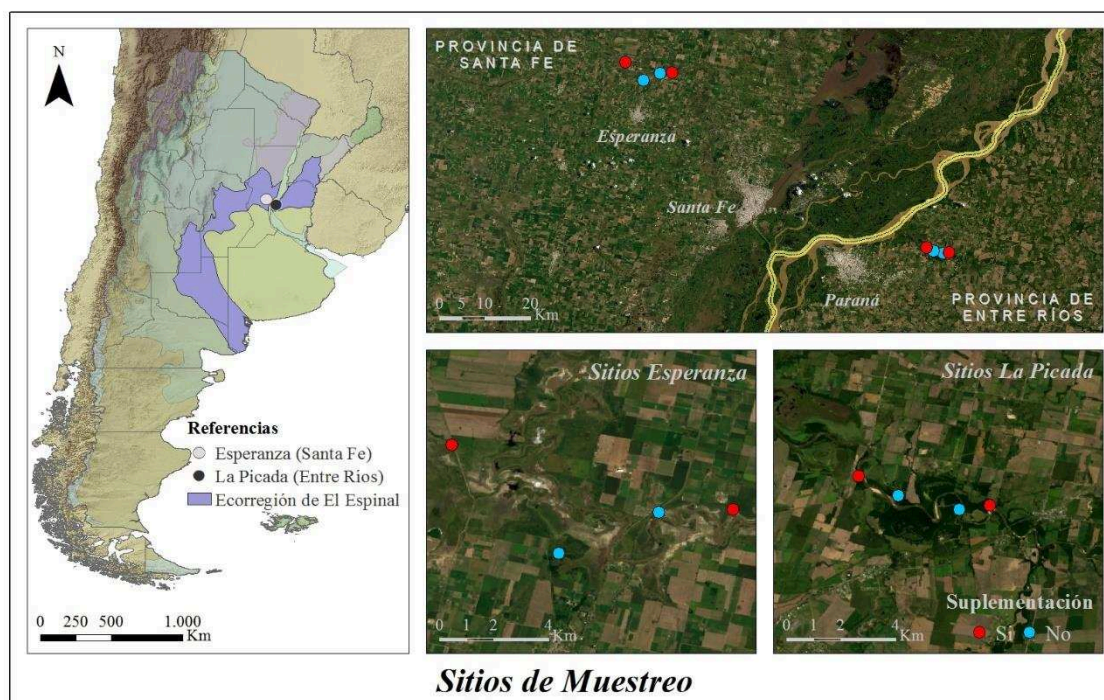 N
Referencias
Esperanza (Santa Fe)
La Picada (Entre Ríos)
Ecorregión de El Espinal
0 250 500 1.000
Km
PROVINCIA DE
SANTA FE
Esperanza
Santa Fe
Paraná
0 5 10 20
Km
PROVINCIA DE
ENTRE RÍOS
Sitios Esperanza
0 1 2 4
Km
Sitios La Picada
Suplementación
Si No
0 1 2 4
Km
Sitios de Muestreo